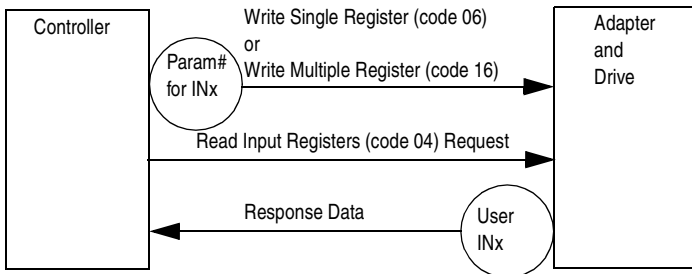 Controller
Write Single Register (code 06)
or
Write Multiple Register (code 16)
Param#
for INx
Adapter
and
Drive
Read Input Registers (code 04) Request
Response Data
User
INx